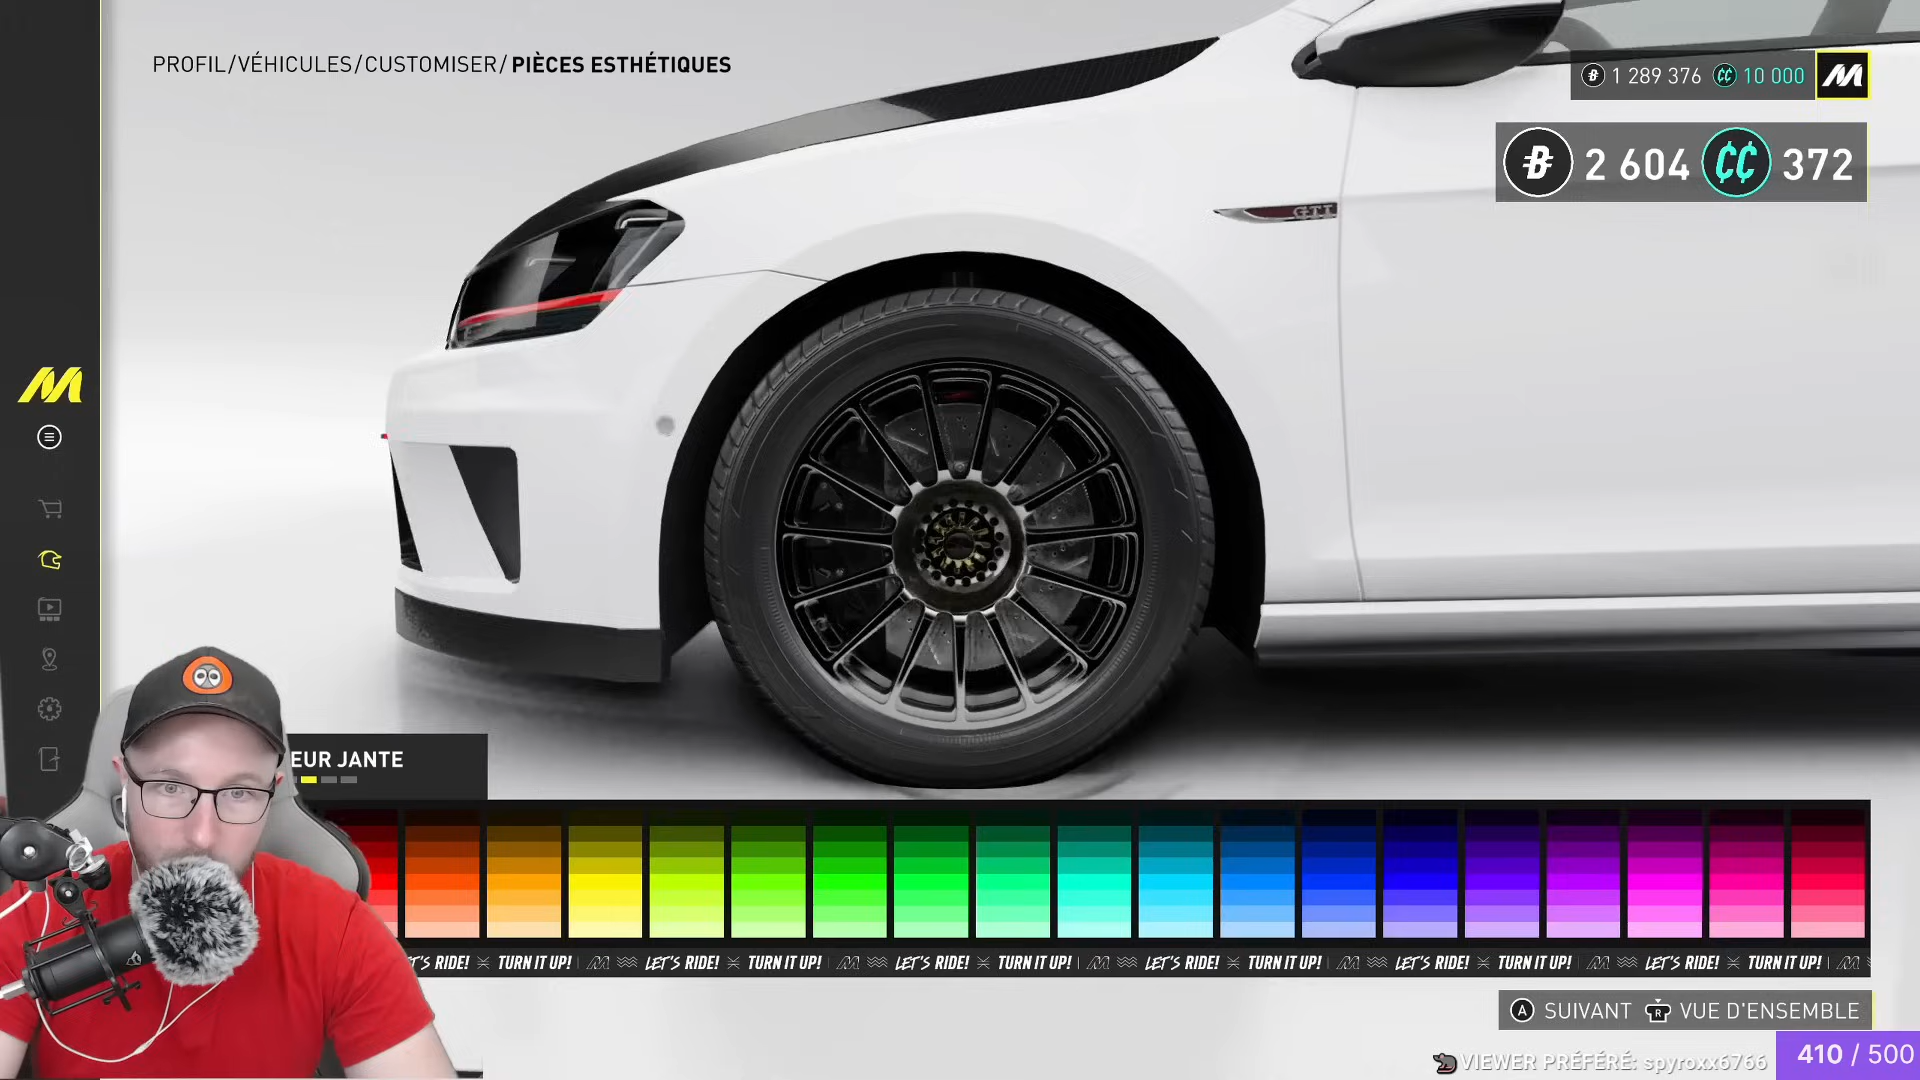 PROFIL/VÉHICULES/CUSTOMISER/PIÈCES ESTHÉTIQUES
1 289 376 10 000
2 604 372
GTI
EUR JANTE
T'S RIDE! TURN IT UP! LET'S RIDE! TURN IT UP! LET'S RIDE! TURN IT UP! LET'S RIDE! TURN IT UP! LET'S RIDE! TURN IT UP! LET'S RIDE! TURN IT UP!
A SUIVANT R VUE D'ENSEMBLE
VIEWER PRÉFÉRÉ: spyroxx6766
410 / 500